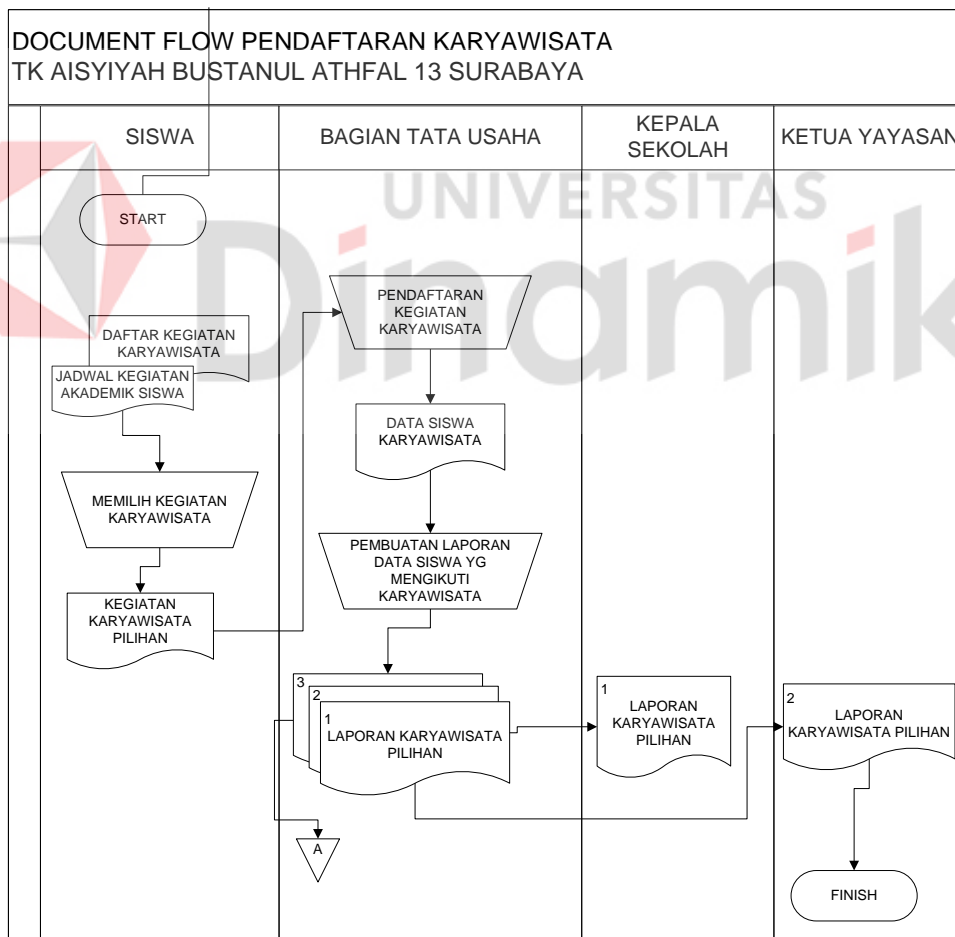 DOCUMENT FLOW PENDAFTARAN KARYAWISATA
TK AISYIYAH BUSTANUL ATHFAL 13 SURABAYA
SISWA
BAGIAN TATA USAHA
KEPALA
SEKOLAH
KETUA YAYASAN
UNIVERSITAS
Dinamik
START
DAFTAR KEGIATAN
KARYAWISATA
JADWAL KEGIATAN
AKADEMIK SISWA
MEMILIH KEGIATAN
KARYAWISATA
KEGIATAN
KARYAWISATA
PILIHAN
PENDAFTARAN
KEGIATAN
KARYAWISATA
DATA SISWA
KARYAWISATA
PEMBUATAN LAPORAN
DATA SISWA YG
MENGIKUTI
KARYAWISATA
3
2
1
LAPORAN KARYAWISATA
PILIHAN
A
1
LAPORAN
KARYAWISATA
PILIHAN
2
LAPORAN
KARYAWISATA PILIHAN
FINISH